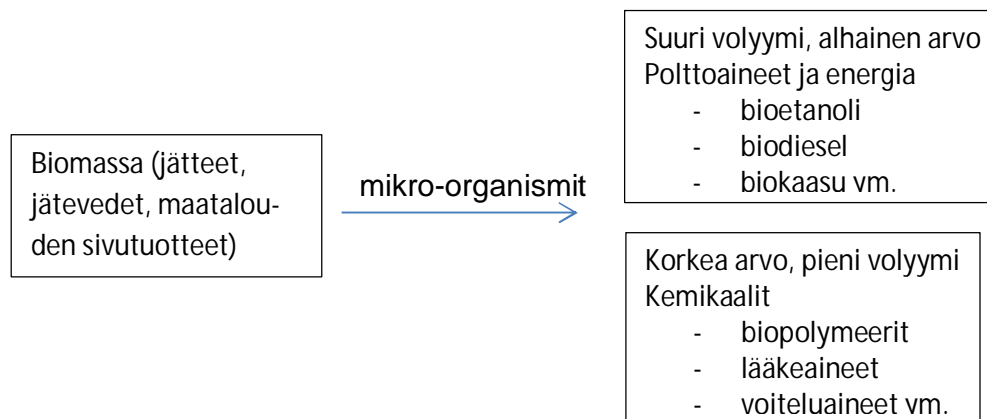 Biomassa (jätteet,
jätevedet, maatalou-
den sivutuotteet)
mikro-organismit
Suuri volyymi, alhainen arvo
Polttoaineet ja energia
- bioetanoli
- biodiesel
- biokaasu vm.
Korkea arvo, pieni volyymi
Kemikaalit
- biopolymeerit
- lääkeaineet
- voiteluaineet vm.